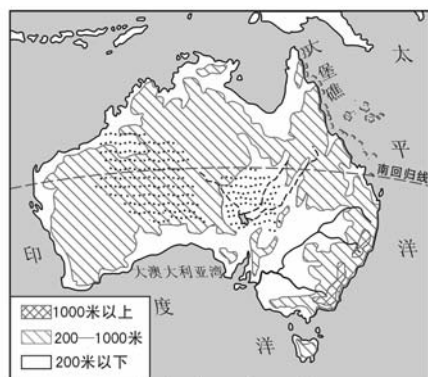 大堡礁
太平洋
南回归线
印度洋
大澳大利亚湾
1000米以上
200—1000米
200米以下